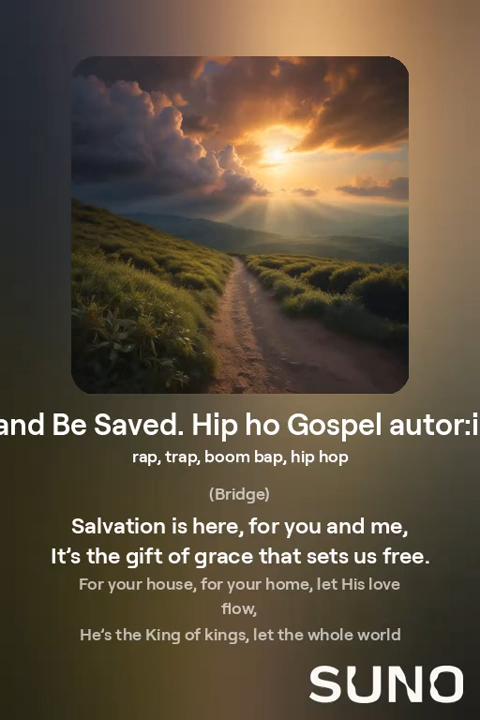 and Be Saved. Hip ho Gospel autor:i
rap, trap, boom bap, hip hop
(Bridge)
Salvation is here, for you and me,
It's the gift of grace that sets us free.
For your house, for your home, let His love
flow,
He's the King of kings, let the whole world
SUNO